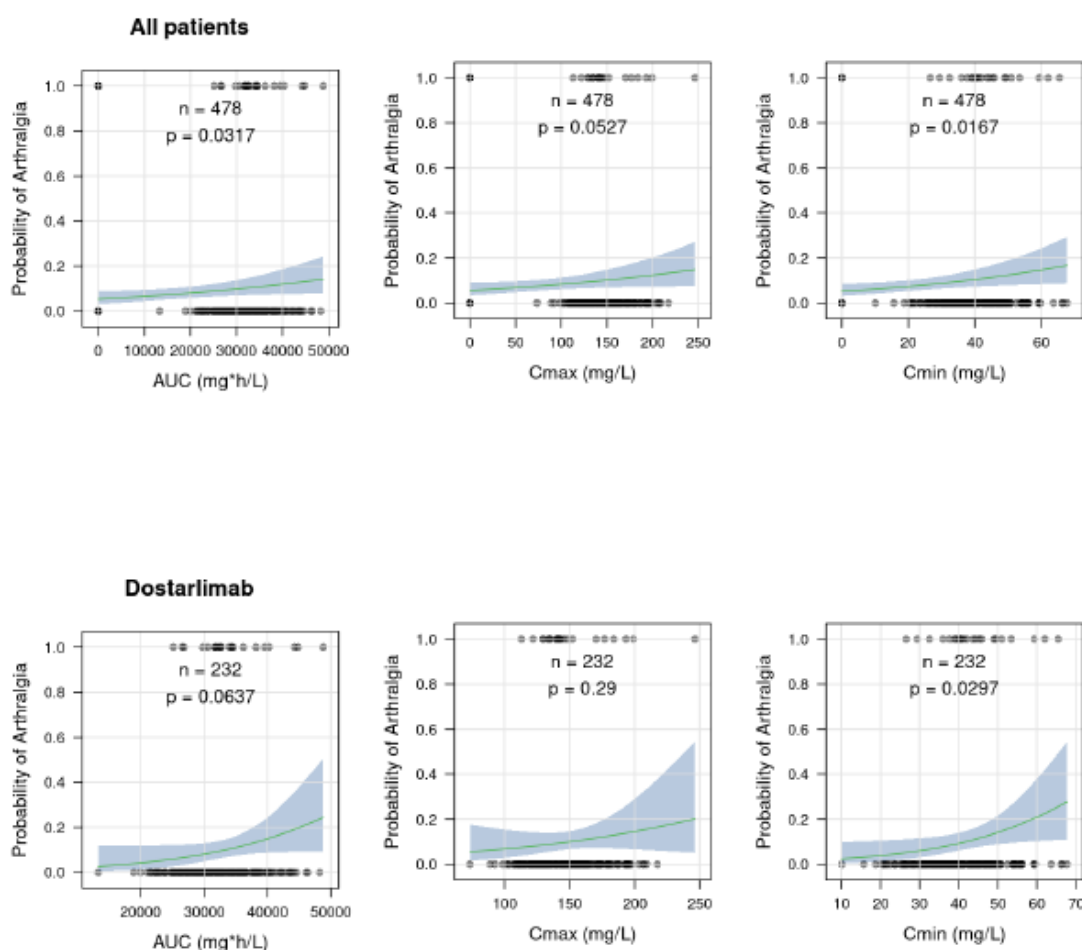 All patients
n = 478
p = 0.0317
Probability of Arthralgia
1.0
0.8
0.6
0.4
0.2
0.0
0 10000 20000 30000 40000 50000
AUC (mg*h/L)
n = 478
p = 0.0527
Probability of Arthralgia
1.0
0.8
0.6
0.4
0.2
0.0
0 50 100 150 200 250
Cmax (mg/L)
n = 478
p = 0.0167
Probability of Arthralgia
1.0
0.8
0.6
0.4
0.2
0.0
0 20 40 60
Cmin (mg/L)
Dostarlimab
n = 232
p = 0.0637
Probability of Arthralgia
1.0
0.8
0.6
0.4
0.2
0.0
20000 30000 40000 50000
AUC (mg*h/L)
n = 232
p = 0.29
Probability of Arthralgia
1.0
0.8
0.6
0.4
0.2
0.0
100 150 200 250
Cmax (mg/L)
n = 232
p = 0.0297
Probability of Arthralgia
1.0
0.8
0.6
0.4
0.2
0.0
10 20 30 40 50 60 70
Cmin (mg/L)